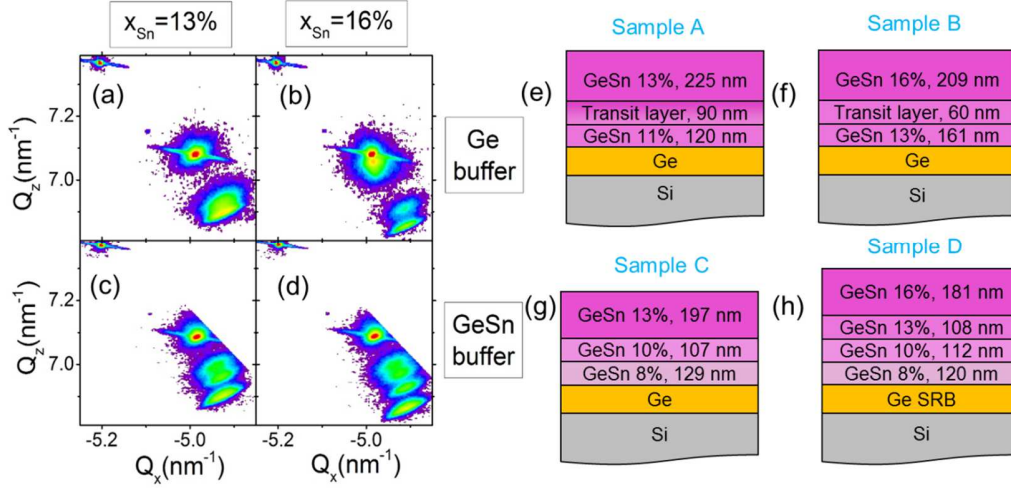 x_Sn=13%
x_Sn=16%
(a)
(b)
(c)
(d)
7.2
7.0
7.2
7.0
Q_z(nm⁻¹)
Q_z(nm⁻¹)
-5.2
-5.0
-5.2
-5.0
Q_x(nm⁻¹)
Q_x(nm⁻¹)
Ge
buffer
GeSn
buffer
Sample A
(e)
GeSn 13%, 225 nm
Transit layer, 90 nm
GeSn 11%, 120 nm
Ge
Si
Sample B
(f)
GeSn 16%, 209 nm
Transit layer, 60 nm
GeSn 13%, 161 nm
Ge
Si
Sample C
(g)
GeSn 13%, 197 nm
GeSn 10%, 107 nm
GeSn 8%, 129 nm
Ge
Si
Sample D
(h)
GeSn 16%, 181 nm
GeSn 13%, 108 nm
GeSn 10%, 112 nm
GeSn 8%, 120 nm
Ge SRB
Si